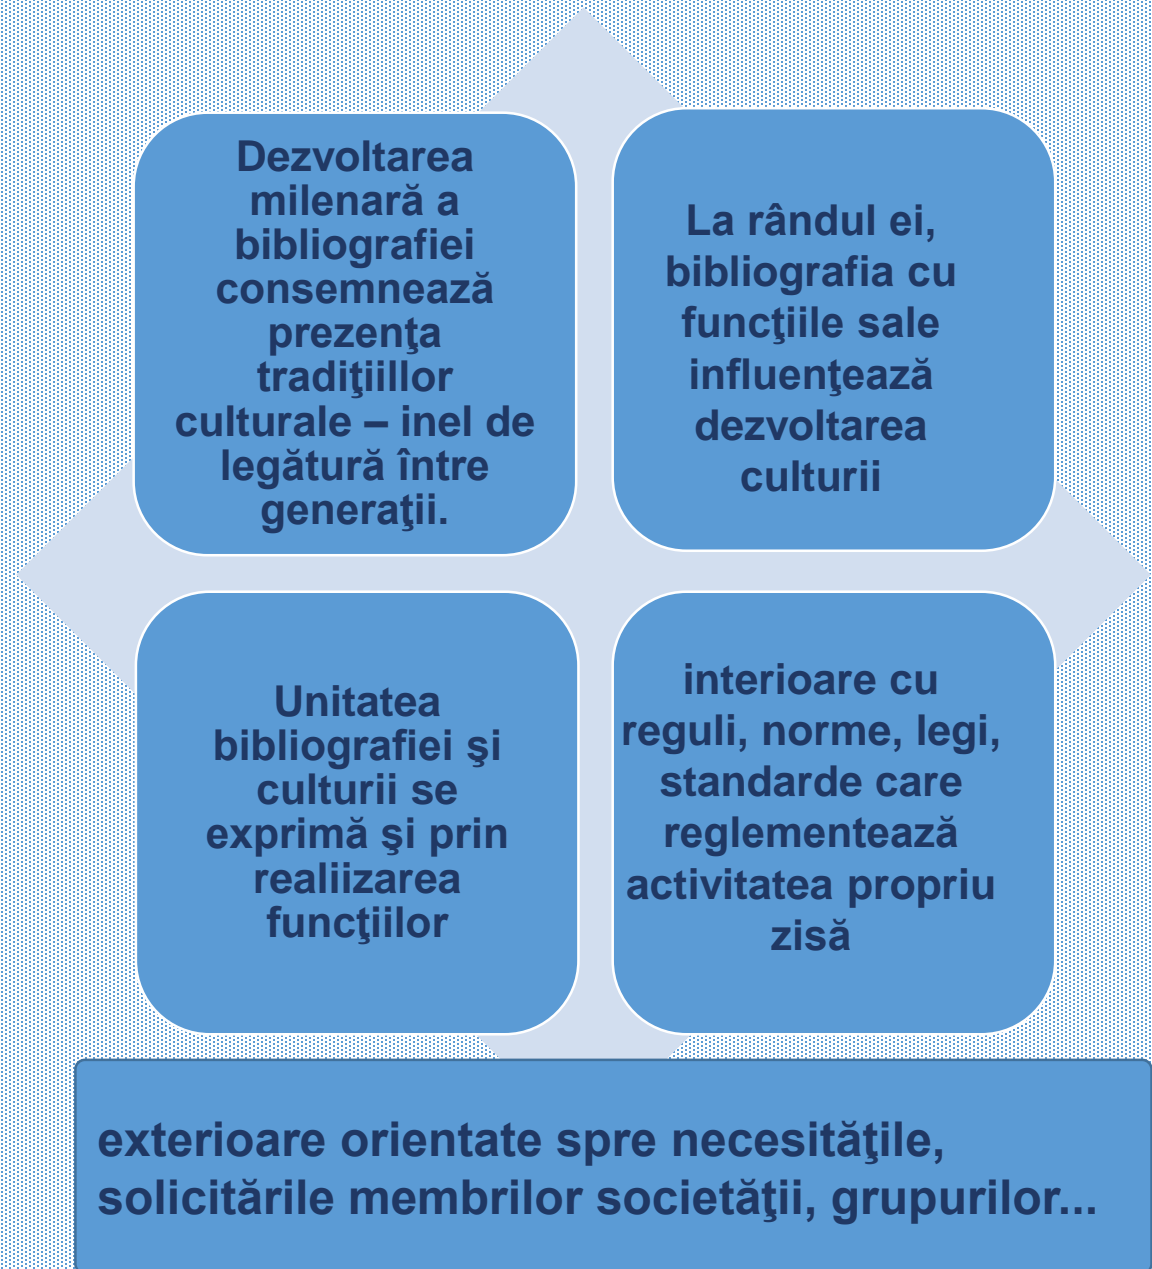 Dezvoltarea
milenară a
bibliografiei
consemnează
prezenţa
tradiţiillor
culturale – inel de
legătură între
generaţii.
La rândul ei,
bibliografia cu
funcţiile sale
influenţează
dezvoltarea
culturii
Unitatea
bibliografiei şi
culturii se
exprimă şi prin
realiizarea
funcţiilor
interioare cu
reguli, norme, legi,
standarde care
reglementează
activitatea propriu
zisă
exterioare orientate spre necesităţile,
solicitările membrilor societăţii, grupurilor...